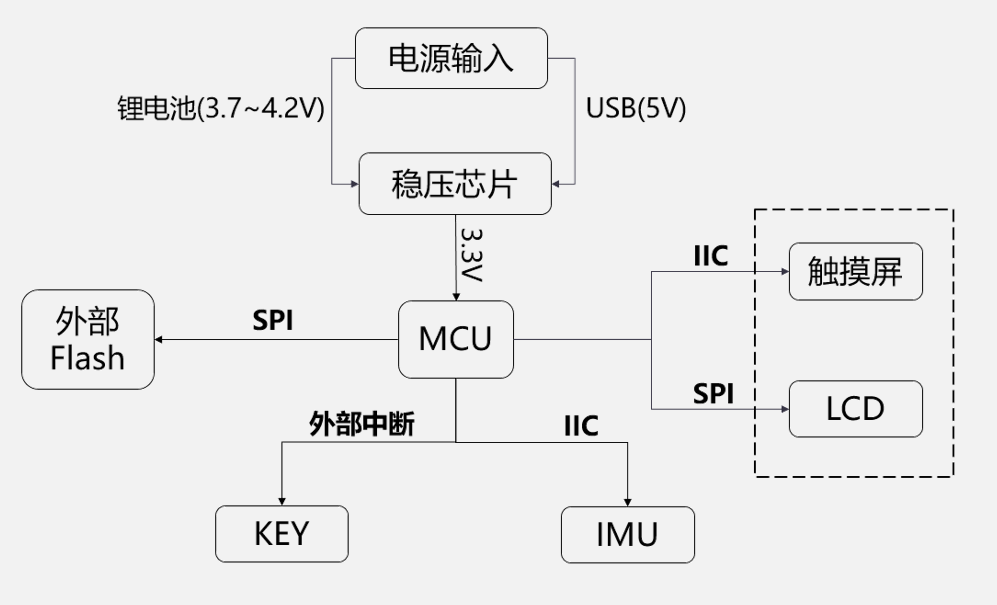 电源输入
锂电池(3.7~4.2V)
USB(5V)
稳压芯片
3.3V
IIC
触摸屏
外部
Flash
SPI
MCU
SPI
LCD
外部中断
IIC
KEY
IMU